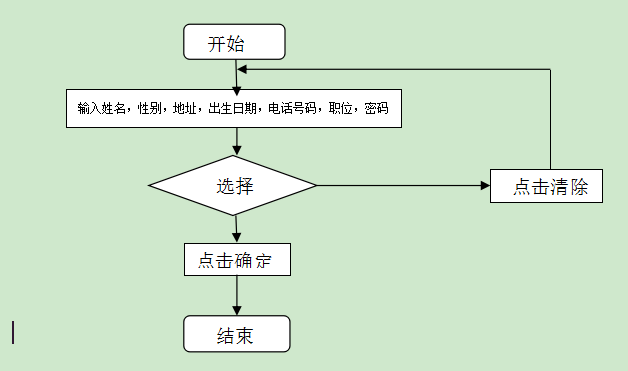 开始
输入姓名，性别，地址，出生日期，电话号码，职位，密码
选择
点击清除
点击确定
结束